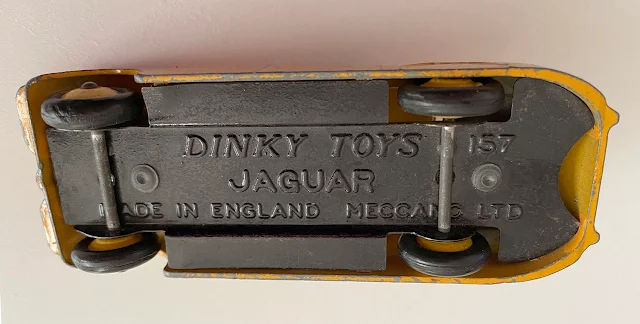 DINKY TOYS 157
JAGUAR
MADE IN ENGLAND MECCANO LTD